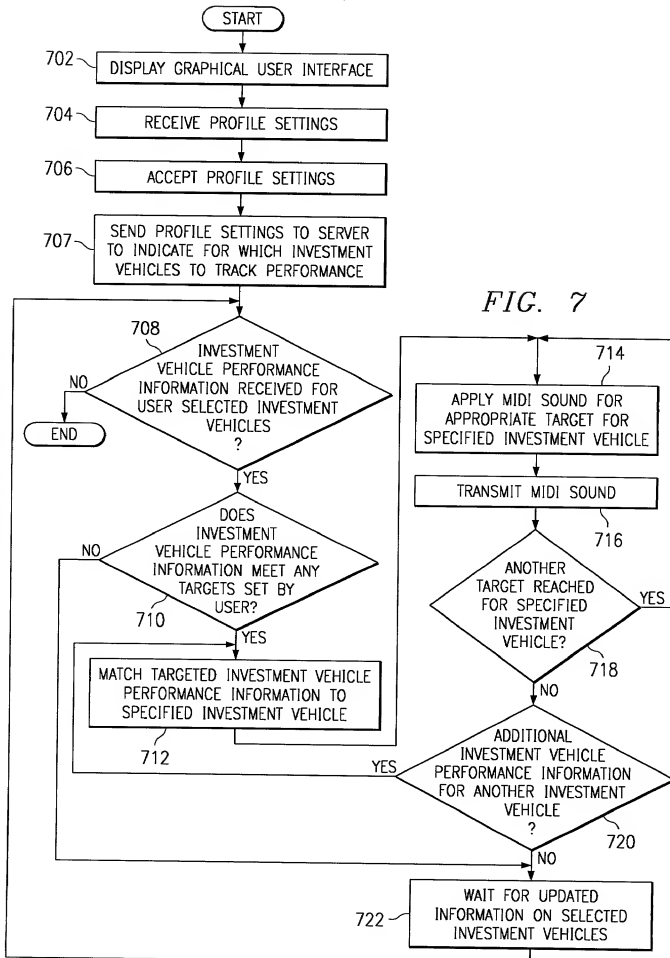 START
702
DISPLAY GRAPHICAL USER INTERFACE
704
RECEIVE PROFILE SETTINGS
706
ACCEPT PROFILE SETTINGS
707
SEND PROFILE SETTINGS TO SERVER
TO INDICATE FOR WHICH INVESTMENT
VEHICLES TO TRACK PERFORMANCE
FIG. 7
708
INVESTMENT
VEHICLE PERFORMANCE
INFORMATION RECEIVED FOR
USER SELECTED INVESTMENT
VEHICLES
?
NO
END
YES
DOES
INVESTMENT
VEHICLE PERFORMANCE
INFORMATION MEET ANY
TARGETS SET BY
USER?
NO
710
YES
MATCH TARGETED INVESTMENT VEHICLE
PERFORMANCE INFORMATION TO
SPECIFIED INVESTMENT VEHICLE
712
714
APPLY MIDI SOUND FOR
APPROPRIATE TARGET FOR
SPECIFIED INVESTMENT VEHICLE
TRANSMIT MIDI SOUND
716
ANOTHER
TARGET REACHED
FOR SPECIFIED
INVESTMENT
VEHICLE?
YES
718
NO
ADDITIONAL
INVESTMENT VEHICLE
PERFORMANCE INFORMATION
FOR ANOTHER INVESTMENT
VEHICLE
?
YES
720
NO
722
WAIT FOR UPDATED
INFORMATION ON SELECTED
INVESTMENT VEHICLES